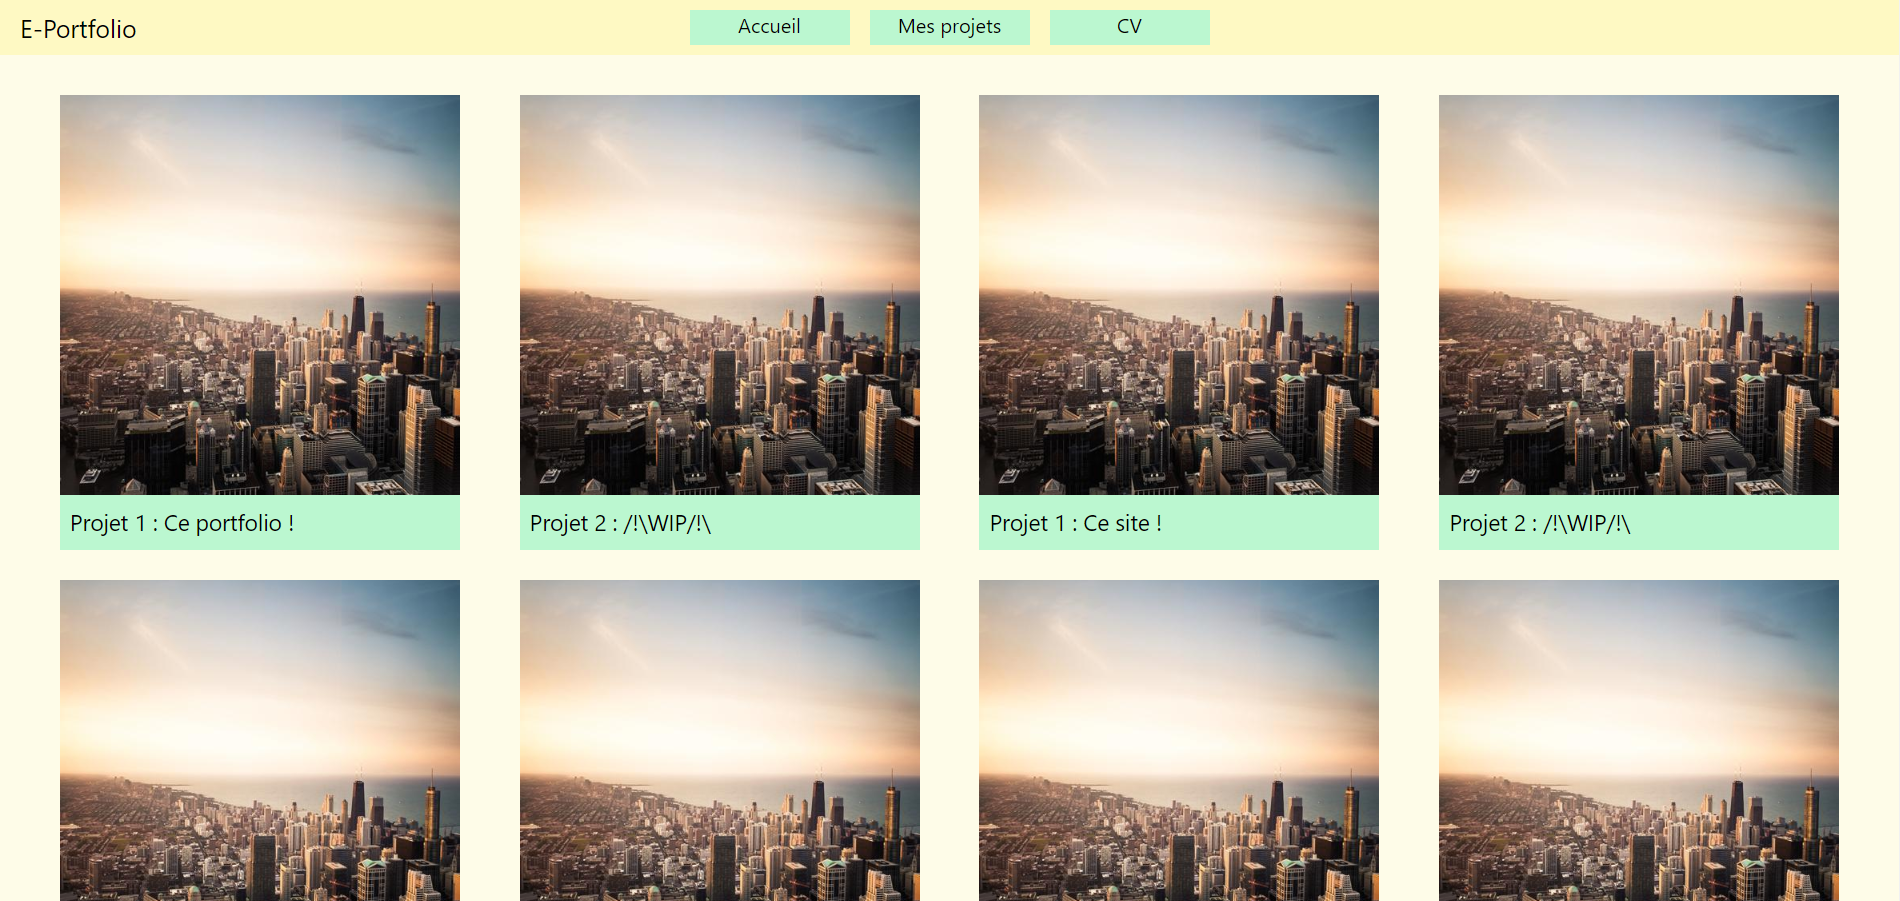 E-Portfolio
Accueil
Mes projets
CV
Projet 1 : Ce portfolio !
Projet 2 : /!\WIP/!\
Projet 1 : Ce site !
Projet 2 : /!\WIP/!\